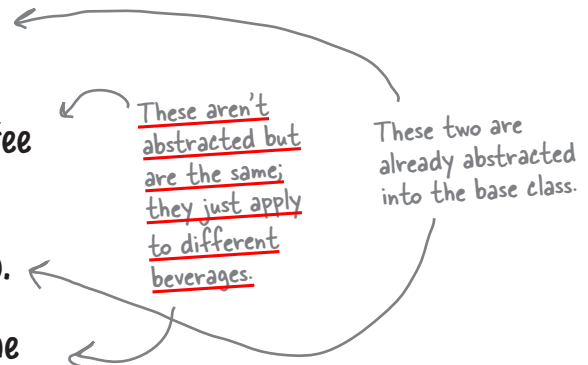 ee
These aren't
abstracted but
are the same;
they just apply
to different
beverages.
These two are
already abstracted
into the base class.